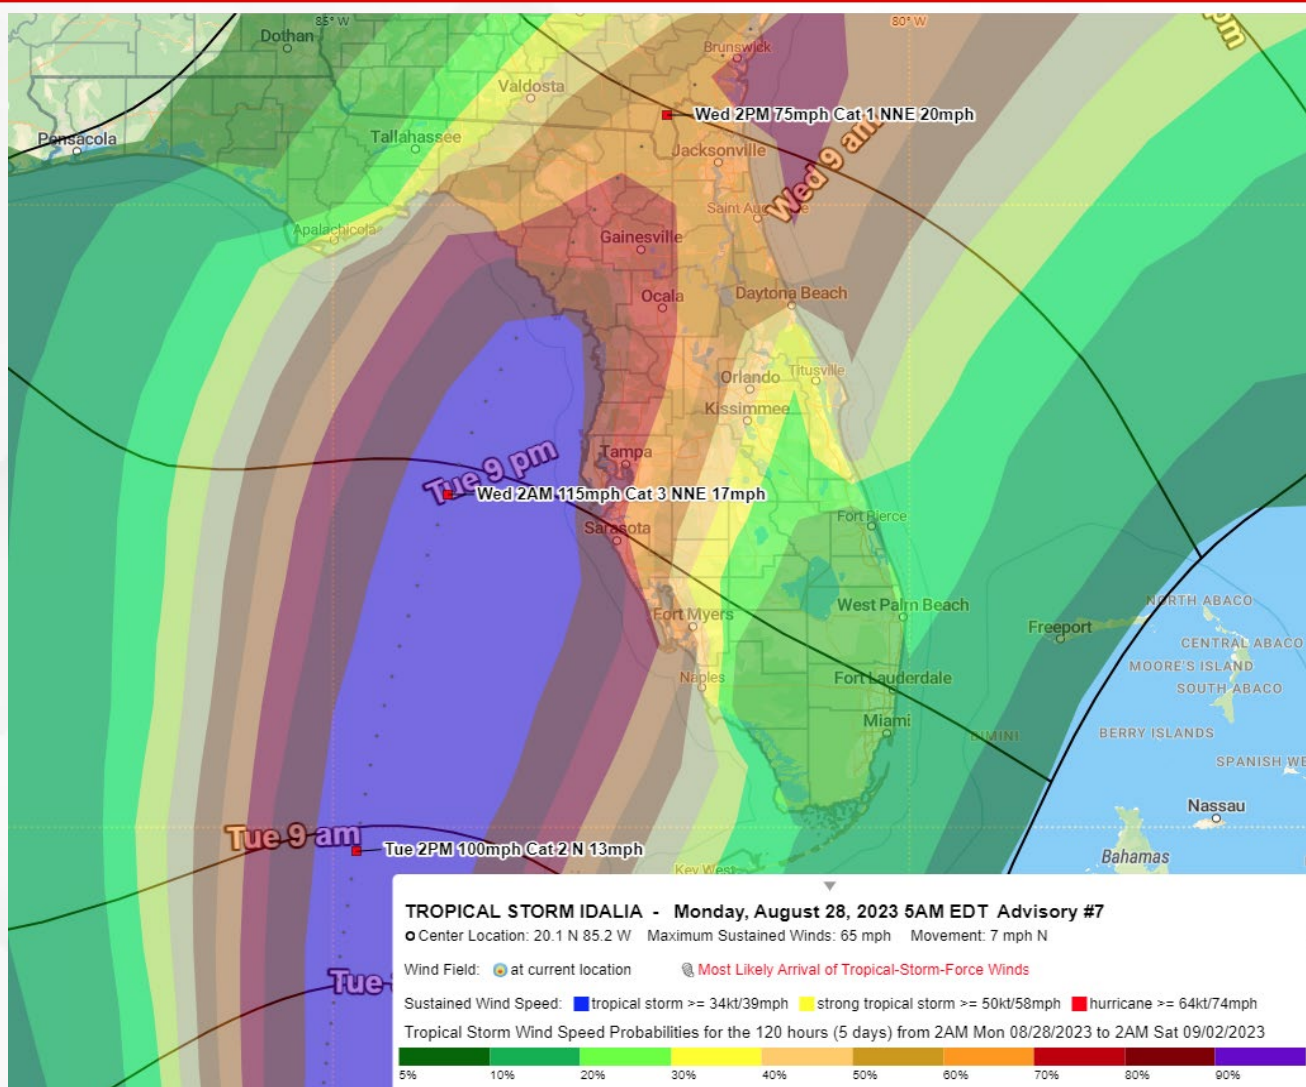 85° W
80° W
pm
Dothan
Brunswick
Valdosta
Wed 2PM 75mph Cat 1 NNE 20mph
Pensacola
Tallahassee
Jacksonville
Wed 9 am
Saint Au
Apalachicola
Gainesville
Ocala
Daytona Beach
Orlando
Titusville
Kissimmee
Tampa
Tue 9 pm
Wed 2AM 115mph Cat 3 NNE 17mph
Sarasota
Fort Pierce
Fort Myers
West Palm Beach
NORTH ABACO
Freeport
CENTRAL ABACO
MOORE'S ISLAND
Naples
Fort Lauderdale
SOUTH ABACO
Miami
BIMINI
BERRY ISLANDS
SPANISH WE
Nassau
Tue 9 am
Tue 2PM 100mph Cat 2 N 13mph
Bahamas
Key West
TROPICAL STORM IDALIA - Monday, August 28, 2023 5AM EDT Advisory #7
Center Location: 20.1 N 85.2 W Maximum Sustained Winds: 65 mph Movement: 7 mph N
Wind Field: at current location Most Likely Arrival of Tropical-Storm-Force Winds
Tue
Sustained Wind Speed: tropical storm >= 34kt/39mph strong tropical storm >= 50kt/58mph hurricane >= 64kt/74mph
Tropical Storm Wind Speed Probabilities for the 120 hours (5 days) from 2AM Mon 08/28/2023 to 2AM Sat 09/02/2023
5% 10% 20% 30% 40% 50% 60% 70% 80% 90%